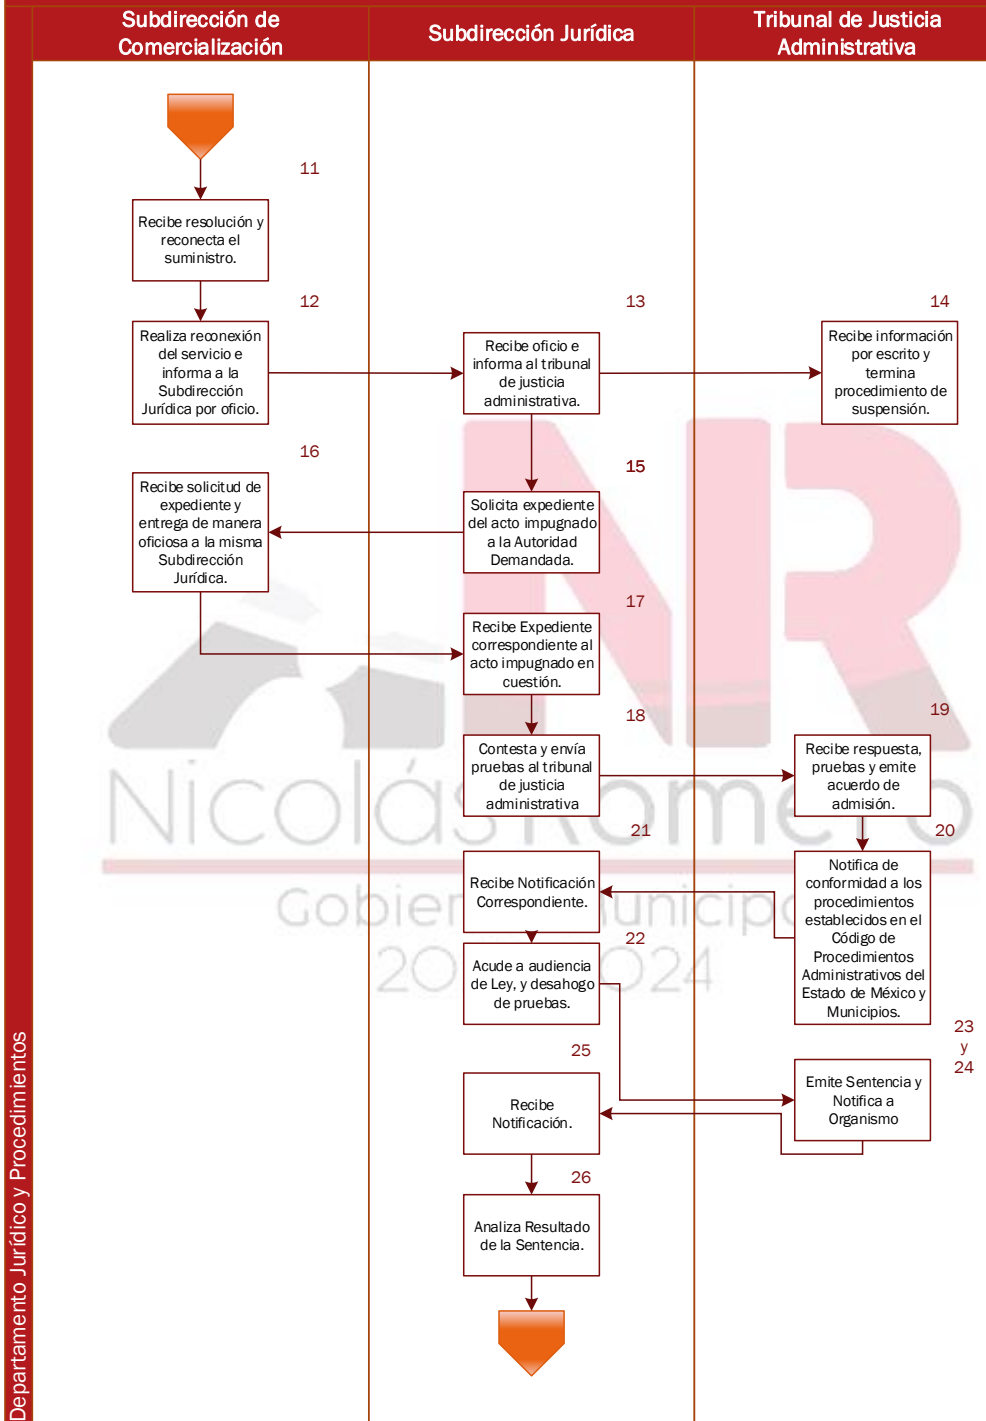 Subdirección de
Comercialización
Subdirección Jurídica
Tribunal de Justicia
Administrativa
11
Recibe resolución y
reconecta el
suministro.
12
Realiza reconexión
del servicio e
informa a la
Subdirección
Jurídica por oficio.
13
Recibe oficio e
informa al tribunal
de justicia
administrativa.
14
Recibe información
por escrito y
termina
procedimiento de
suspensión.
15
Solicita expediente
del acto impugnado
a la Autoridad
Demandada.
16
Recibe solicitud de
expediente y
entrega de manera
oficiosa a la misma
Subdirección
Jurídica.
17
Recibe Expediente
correspondiente al
acto impugnado en
cuestión.
18
Contesta y envía
pruebas al tribunal
de justicia
administrativa
19
Recibe respuesta,
pruebas y emite
acuerdo de
admisión.
20
Notifica de
conformidad a los
procedimientos
establecidos en el
Código de
Procedimientos
Administrativos del
Estado de México y
Municipios.
21
Recibe Notificación
Correspondiente.
22
Acude a audiencia
de Ley, y desahogo
de pruebas.
23
y
24
Emite Sentencia y
Notifica a
Organismo
25
Recibe
Notificación.
26
Analiza Resultado
de la Sentencia.
Departamento Jurídico y Procedimientos
NR
Nicolás Romero